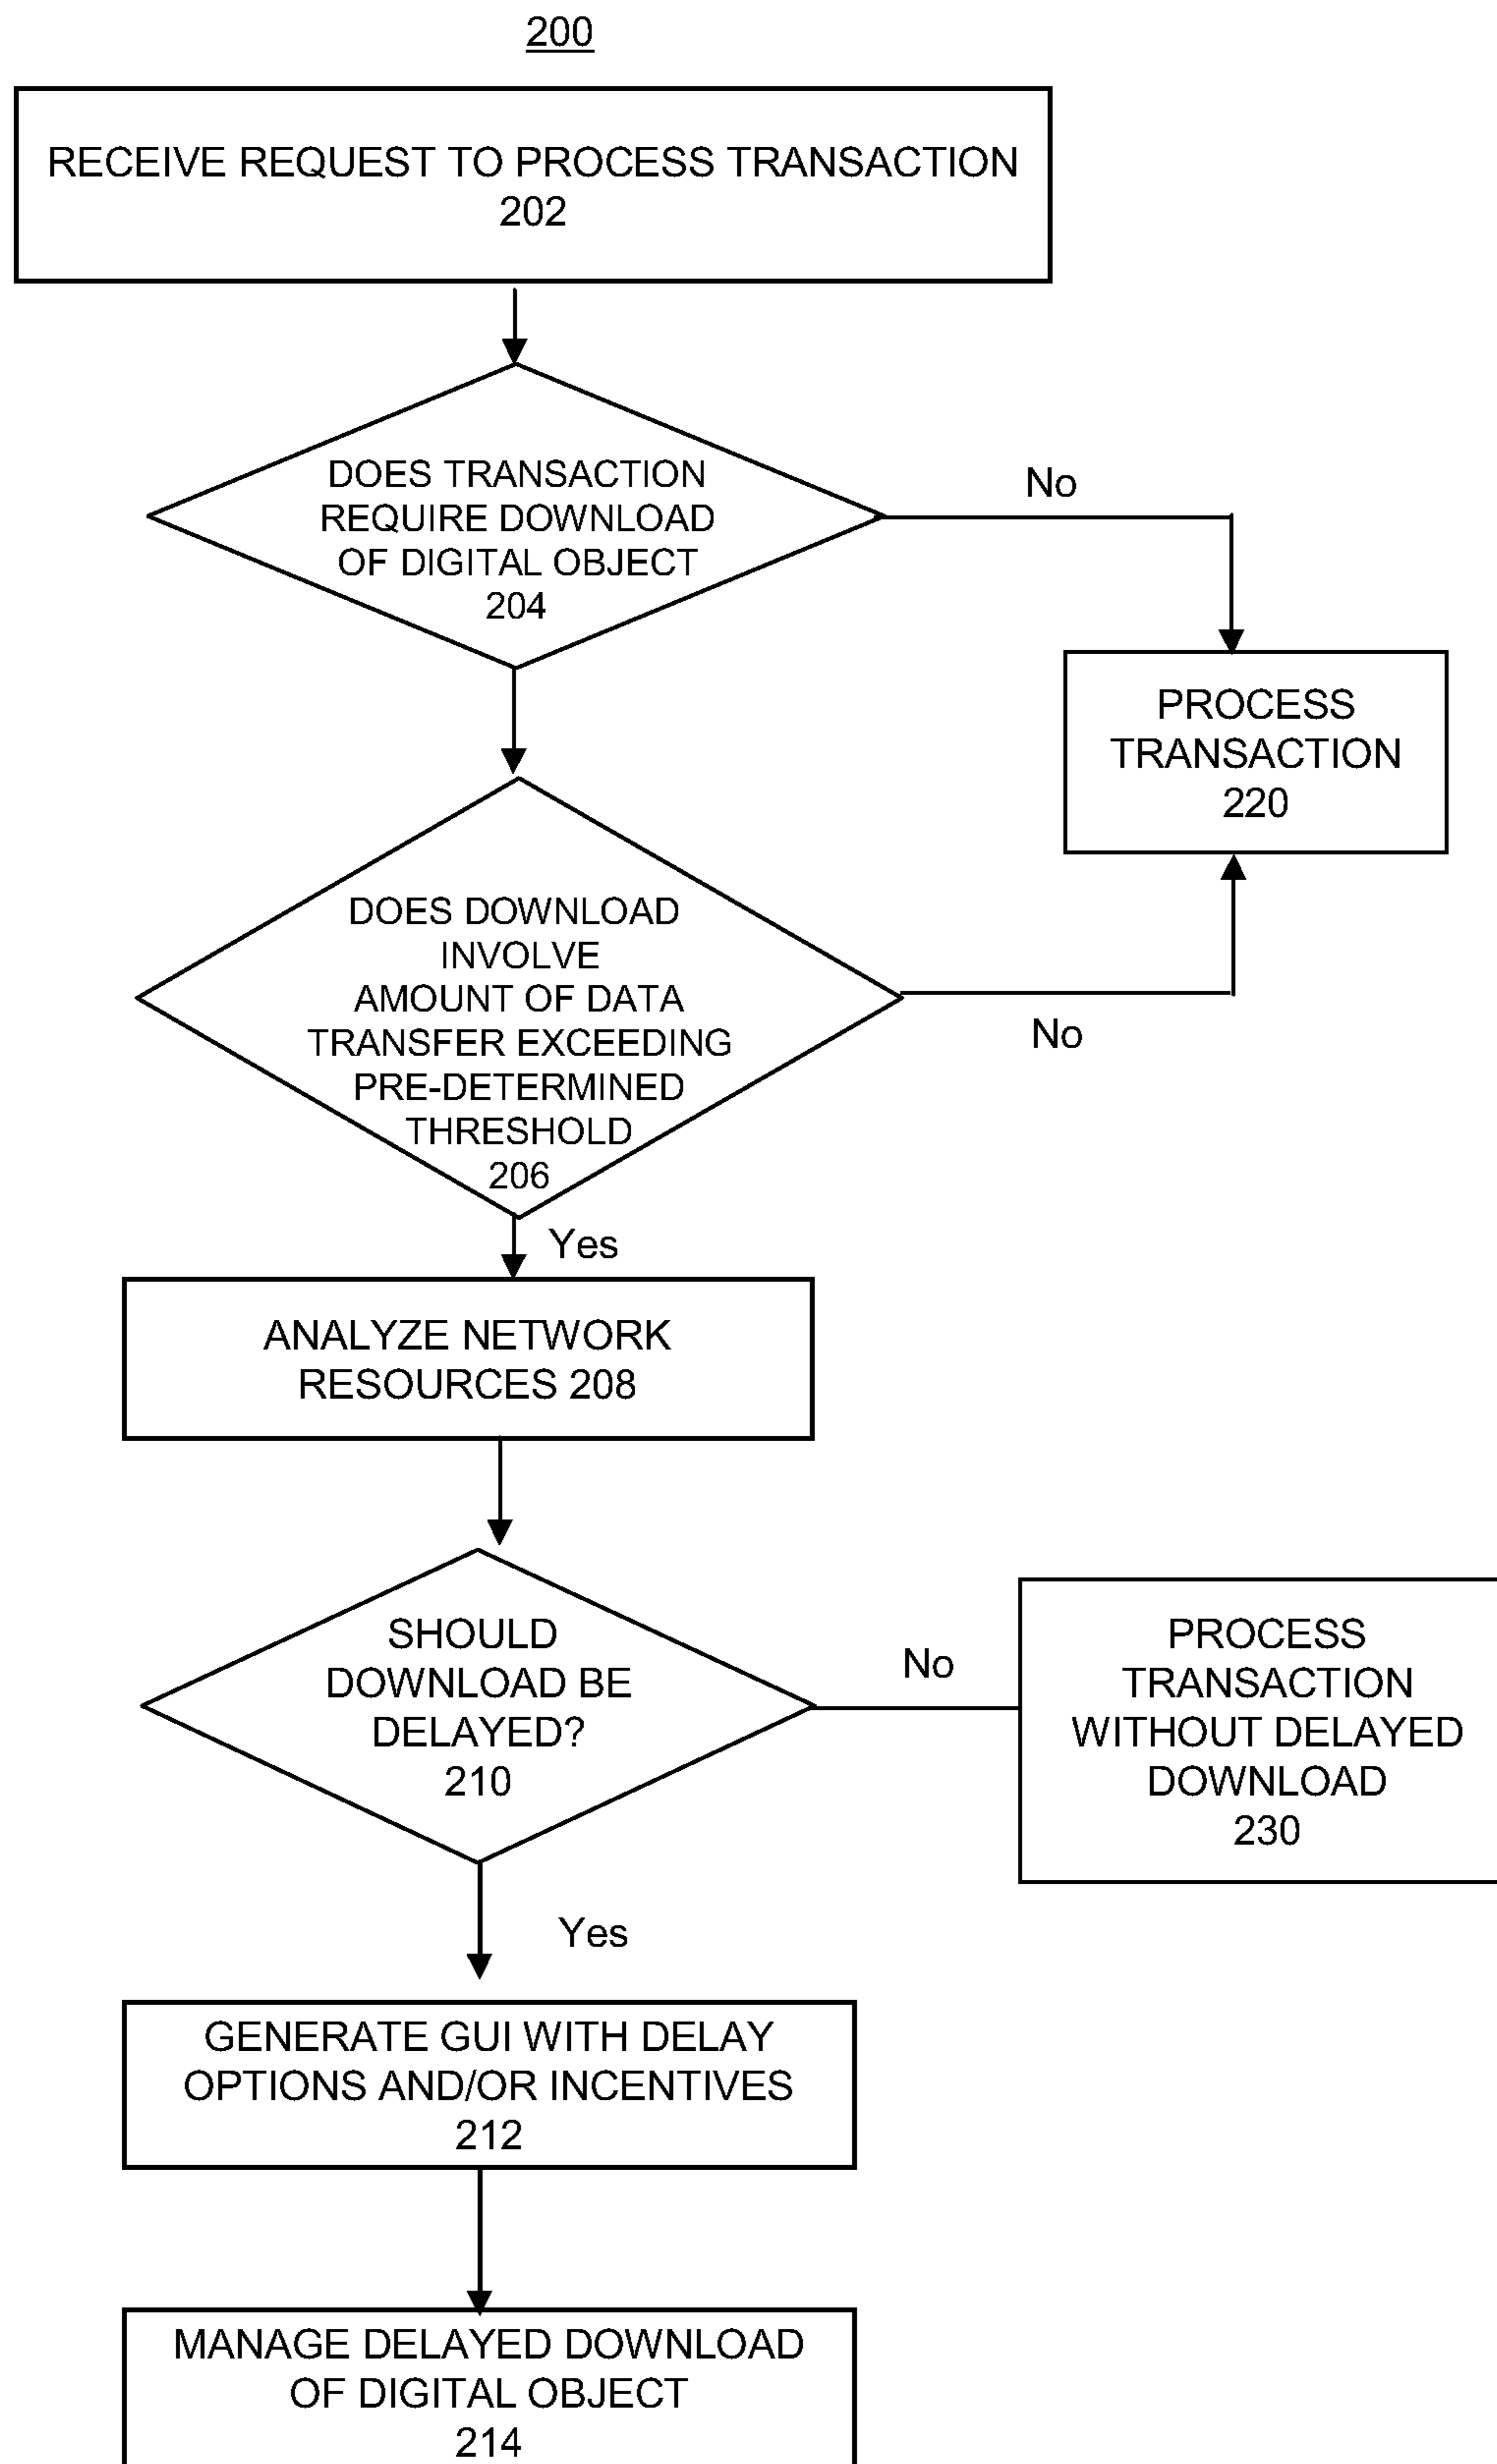 200
RECEIVE REQUEST TO PROCESS TRANSACTION
202
DOES TRANSACTION
REQUIRE DOWNLOAD
OF DIGITAL OBJECT
204
No
PROCESS
TRANSACTION
220
DOES DOWNLOAD
INVOLVE
AMOUNT OF DATA
TRANSFER EXCEEDING
PRE-DETERMINED
THRESHOLD
206
No
Yes
ANALYZE NETWORK
RESOURCES 208
SHOULD
DOWNLOAD BE
DELAYED?
210
No
PROCESS
TRANSACTION
WITHOUT DELAYED
DOWNLOAD
230
Yes
GENERATE GUI WITH DELAY
OPTIONS AND/OR INCENTIVES
212
MANAGE DELAYED DOWNLOAD
OF DIGITAL OBJECT
214